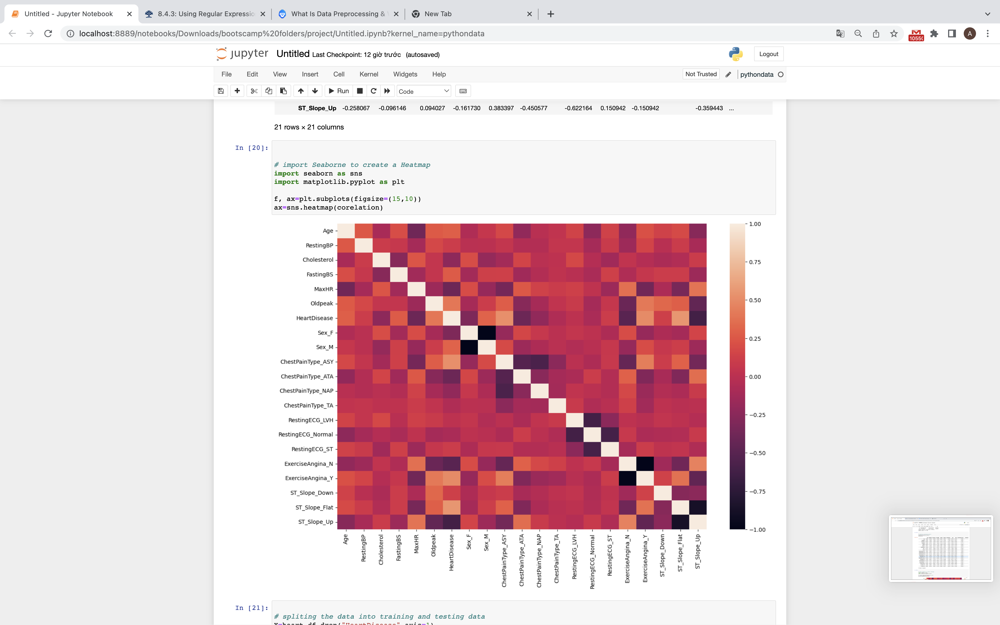 Untitled - Jupyter Notebook
8.4.3: Using Regular Expressio
What Is Data Preprocessing &
New Tab
localhost:8889/notebooks/Downloads/bootscamp%20folders/project/Untitled.ipynb?kernel_name=pythondata
A
jupyter Untitled Last Checkpoint: 12 giờ trước (autosaved)
Logout
File Edit View Insert Cell Kernel Widgets Help
Not Trusted
pythondata
Run
Code
ST_Slope_Up -0.258067 -0.096146 0.094027 -0.161730 0.383397 -0.450577 -0.622164 0.150942 -0.150942 -0.359443 ...
21 rows × 21 columns
In [20]:
# import Seaborne to create a Heatmap
import seaborn as sns
import matplotlib.pyplot as plt
f, ax=plt.subplots(figsize=(15,10))
ax=sns.heatmap(corelation)
Age
RestingBP
Cholesterol
FastingBS
MaxHR
Oldpeak
HeartDisease
Sex_F
Sex_M
ChestPainType_ASY
ChestPainType_ATA
ChestPainType_NAP
ChestPainType_TA
RestingECG_LVH
RestingECG_Normal
RestingECG_ST
ExerciseAngina_N
ExerciseAngina_Y
ST_Slope_Down
ST_Slope_Flat
ST_Slope_Up
Age
RestingBP
Cholesterol
FastingBS
MaxHR
Oldpeak
HeartDisease
Sex_F
Sex_M
ChestPainType_ASY
ChestPainType_ATA
ChestPainType_NAP
ChestPainType_TA
RestingECG_LVH
RestingECG_Normal
RestingECG_ST
ExerciseAngina_N
ExerciseAngina_Y
ST_Slope_Down
ST_Slope_Flat
ST_Slope_Up
1.00
0.75
0.50
0.25
0.00
−0.25
−0.50
−0.75
−1.00
In [21]:
# spliting the data into training and testing data
X=heart_df.drop("HeartDisease",axis=1)